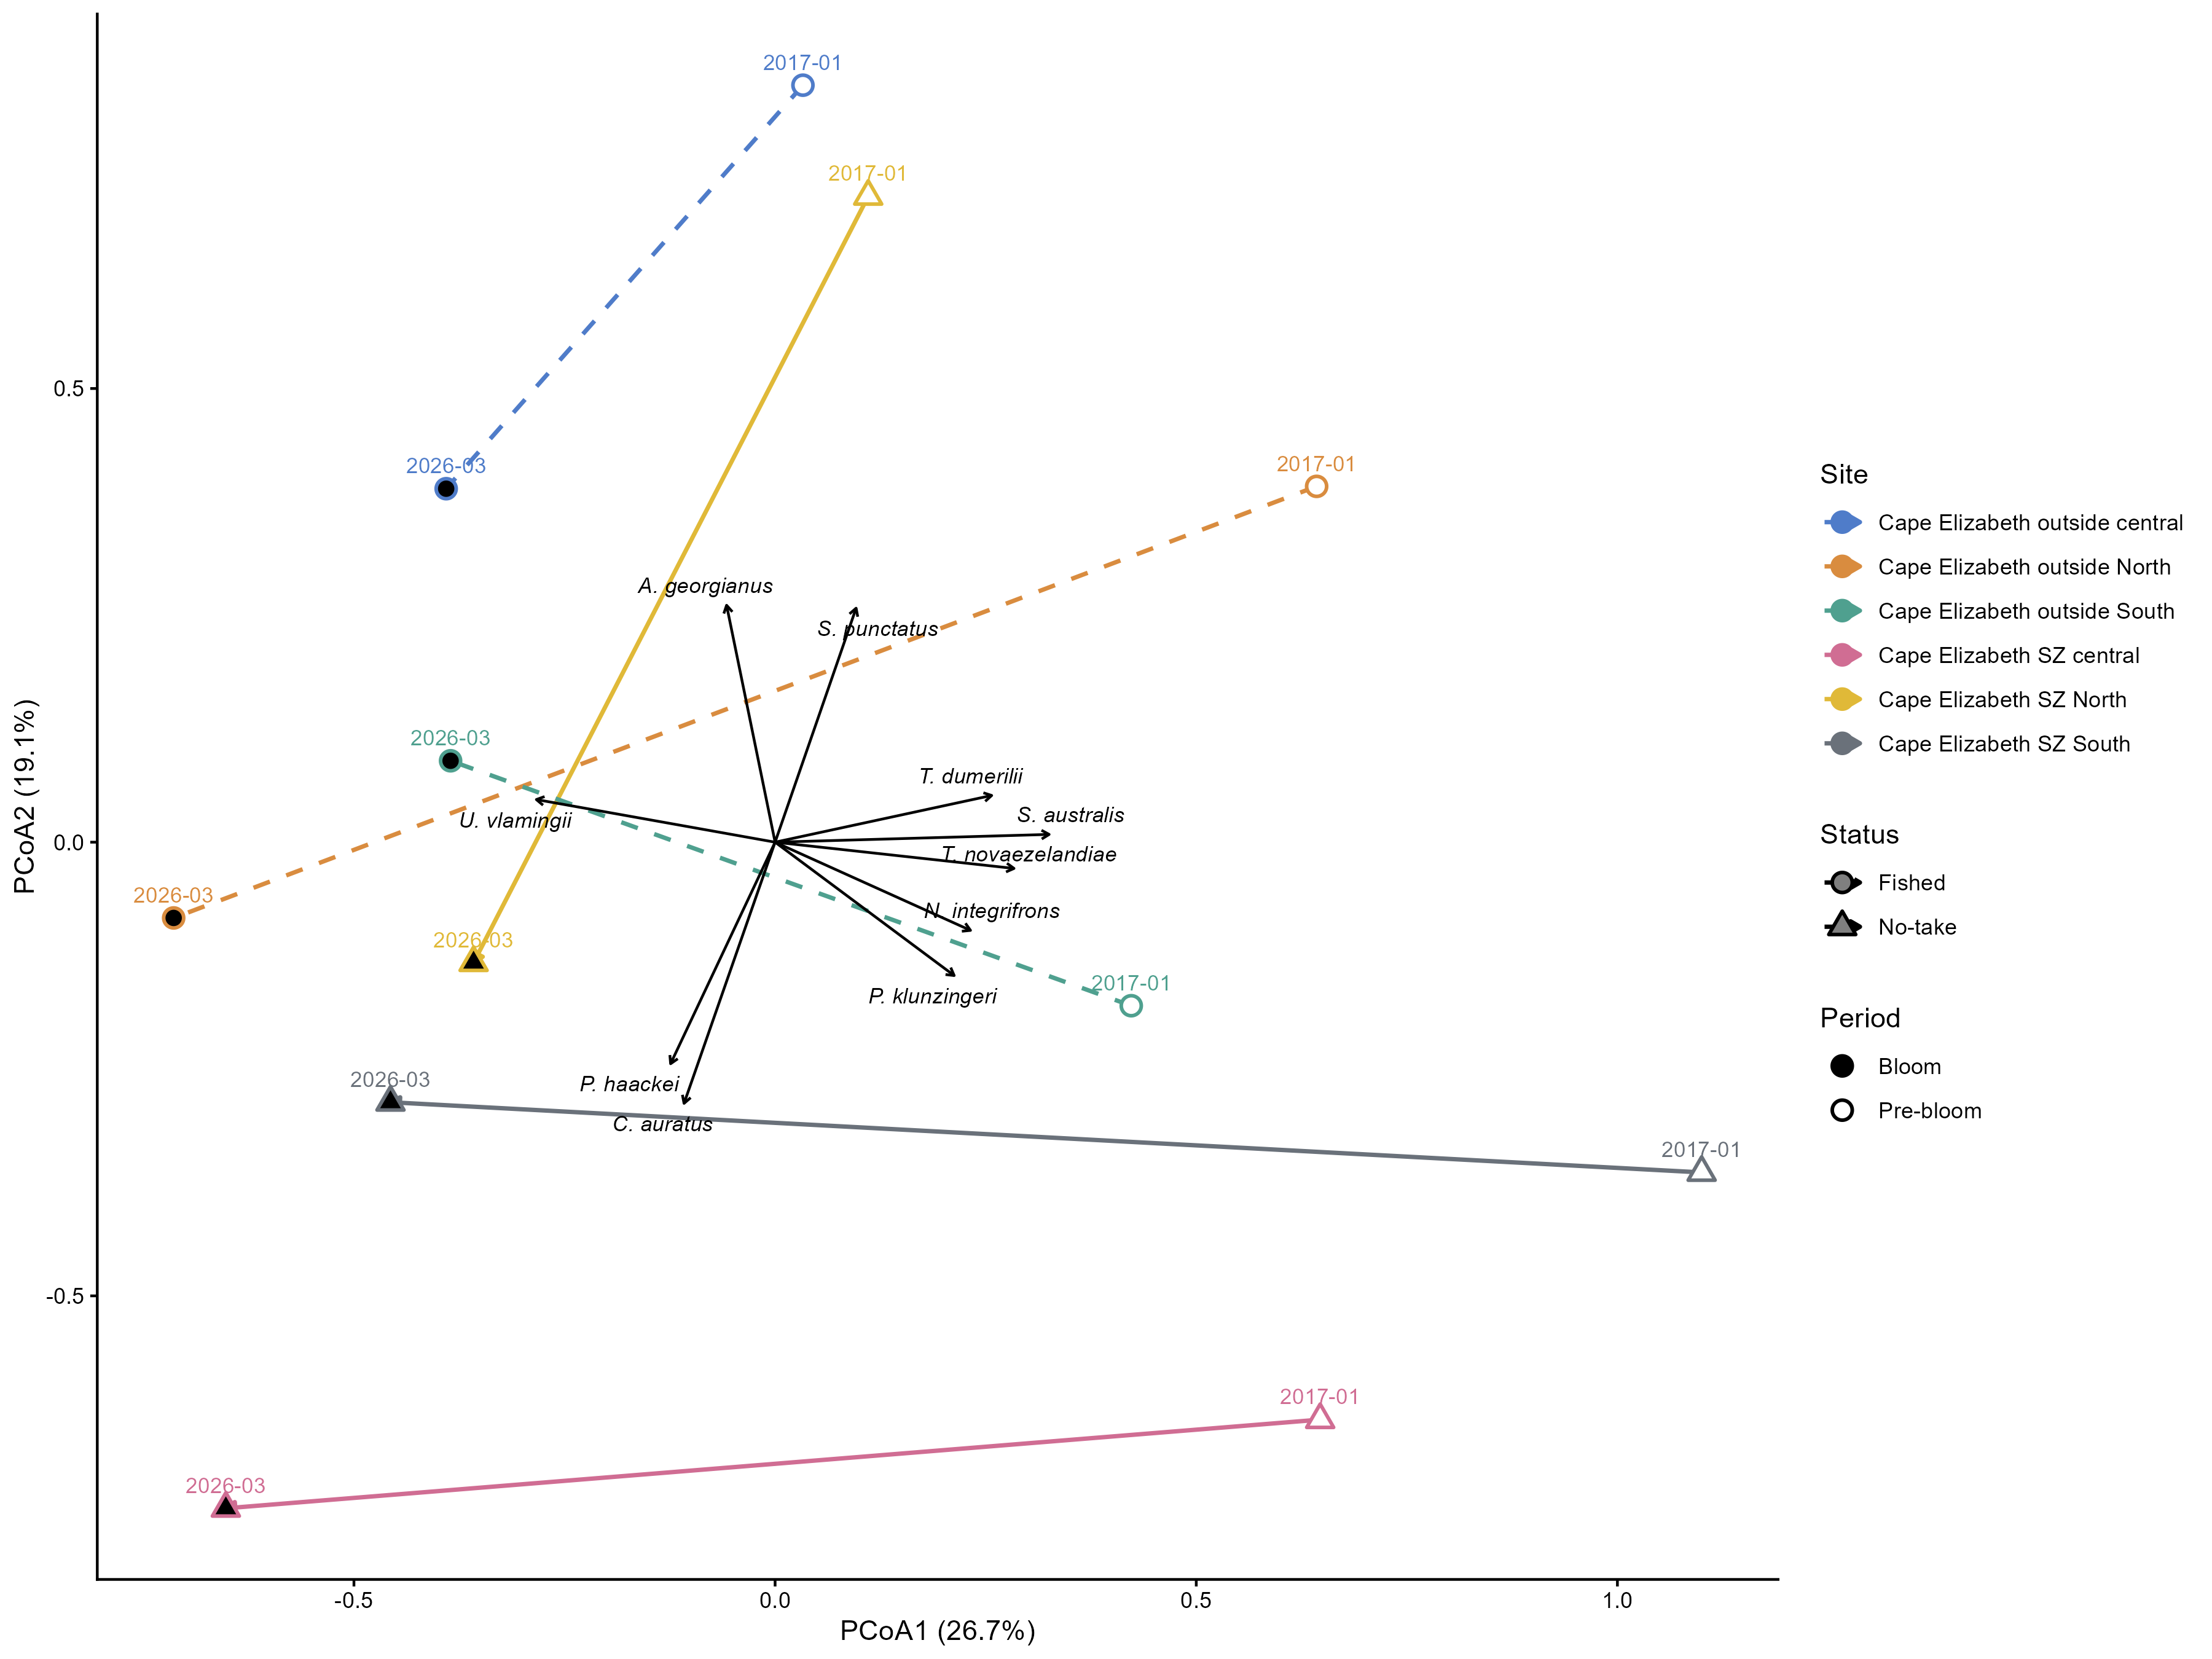 2017-01
2017-01
0.5
2026-03
2017-01
Site
Cape Elizabeth outside central
Cape Elizabeth outside North
Cape Elizabeth outside South
Cape Elizabeth SZ central
Cape Elizabeth SZ North
Cape Elizabeth SZ South
A. georgianus
S. punctatus
2026-03
T. dumerilii
S. australis
U. vlamingii
0.0
T. novaezelandiae
PCoA2 (19.1%)
Status
Fished
No-take
2026-03
N. integrifrons
2026-03
2017-01
P. klunzingeri
Period
Bloom
Pre-bloom
2026-03
P. haackei
C. auratus
2017-01
-0.5
2017-01
2026-03
-0.5
0.0
0.5
1.0
PCoA1 (26.7%)